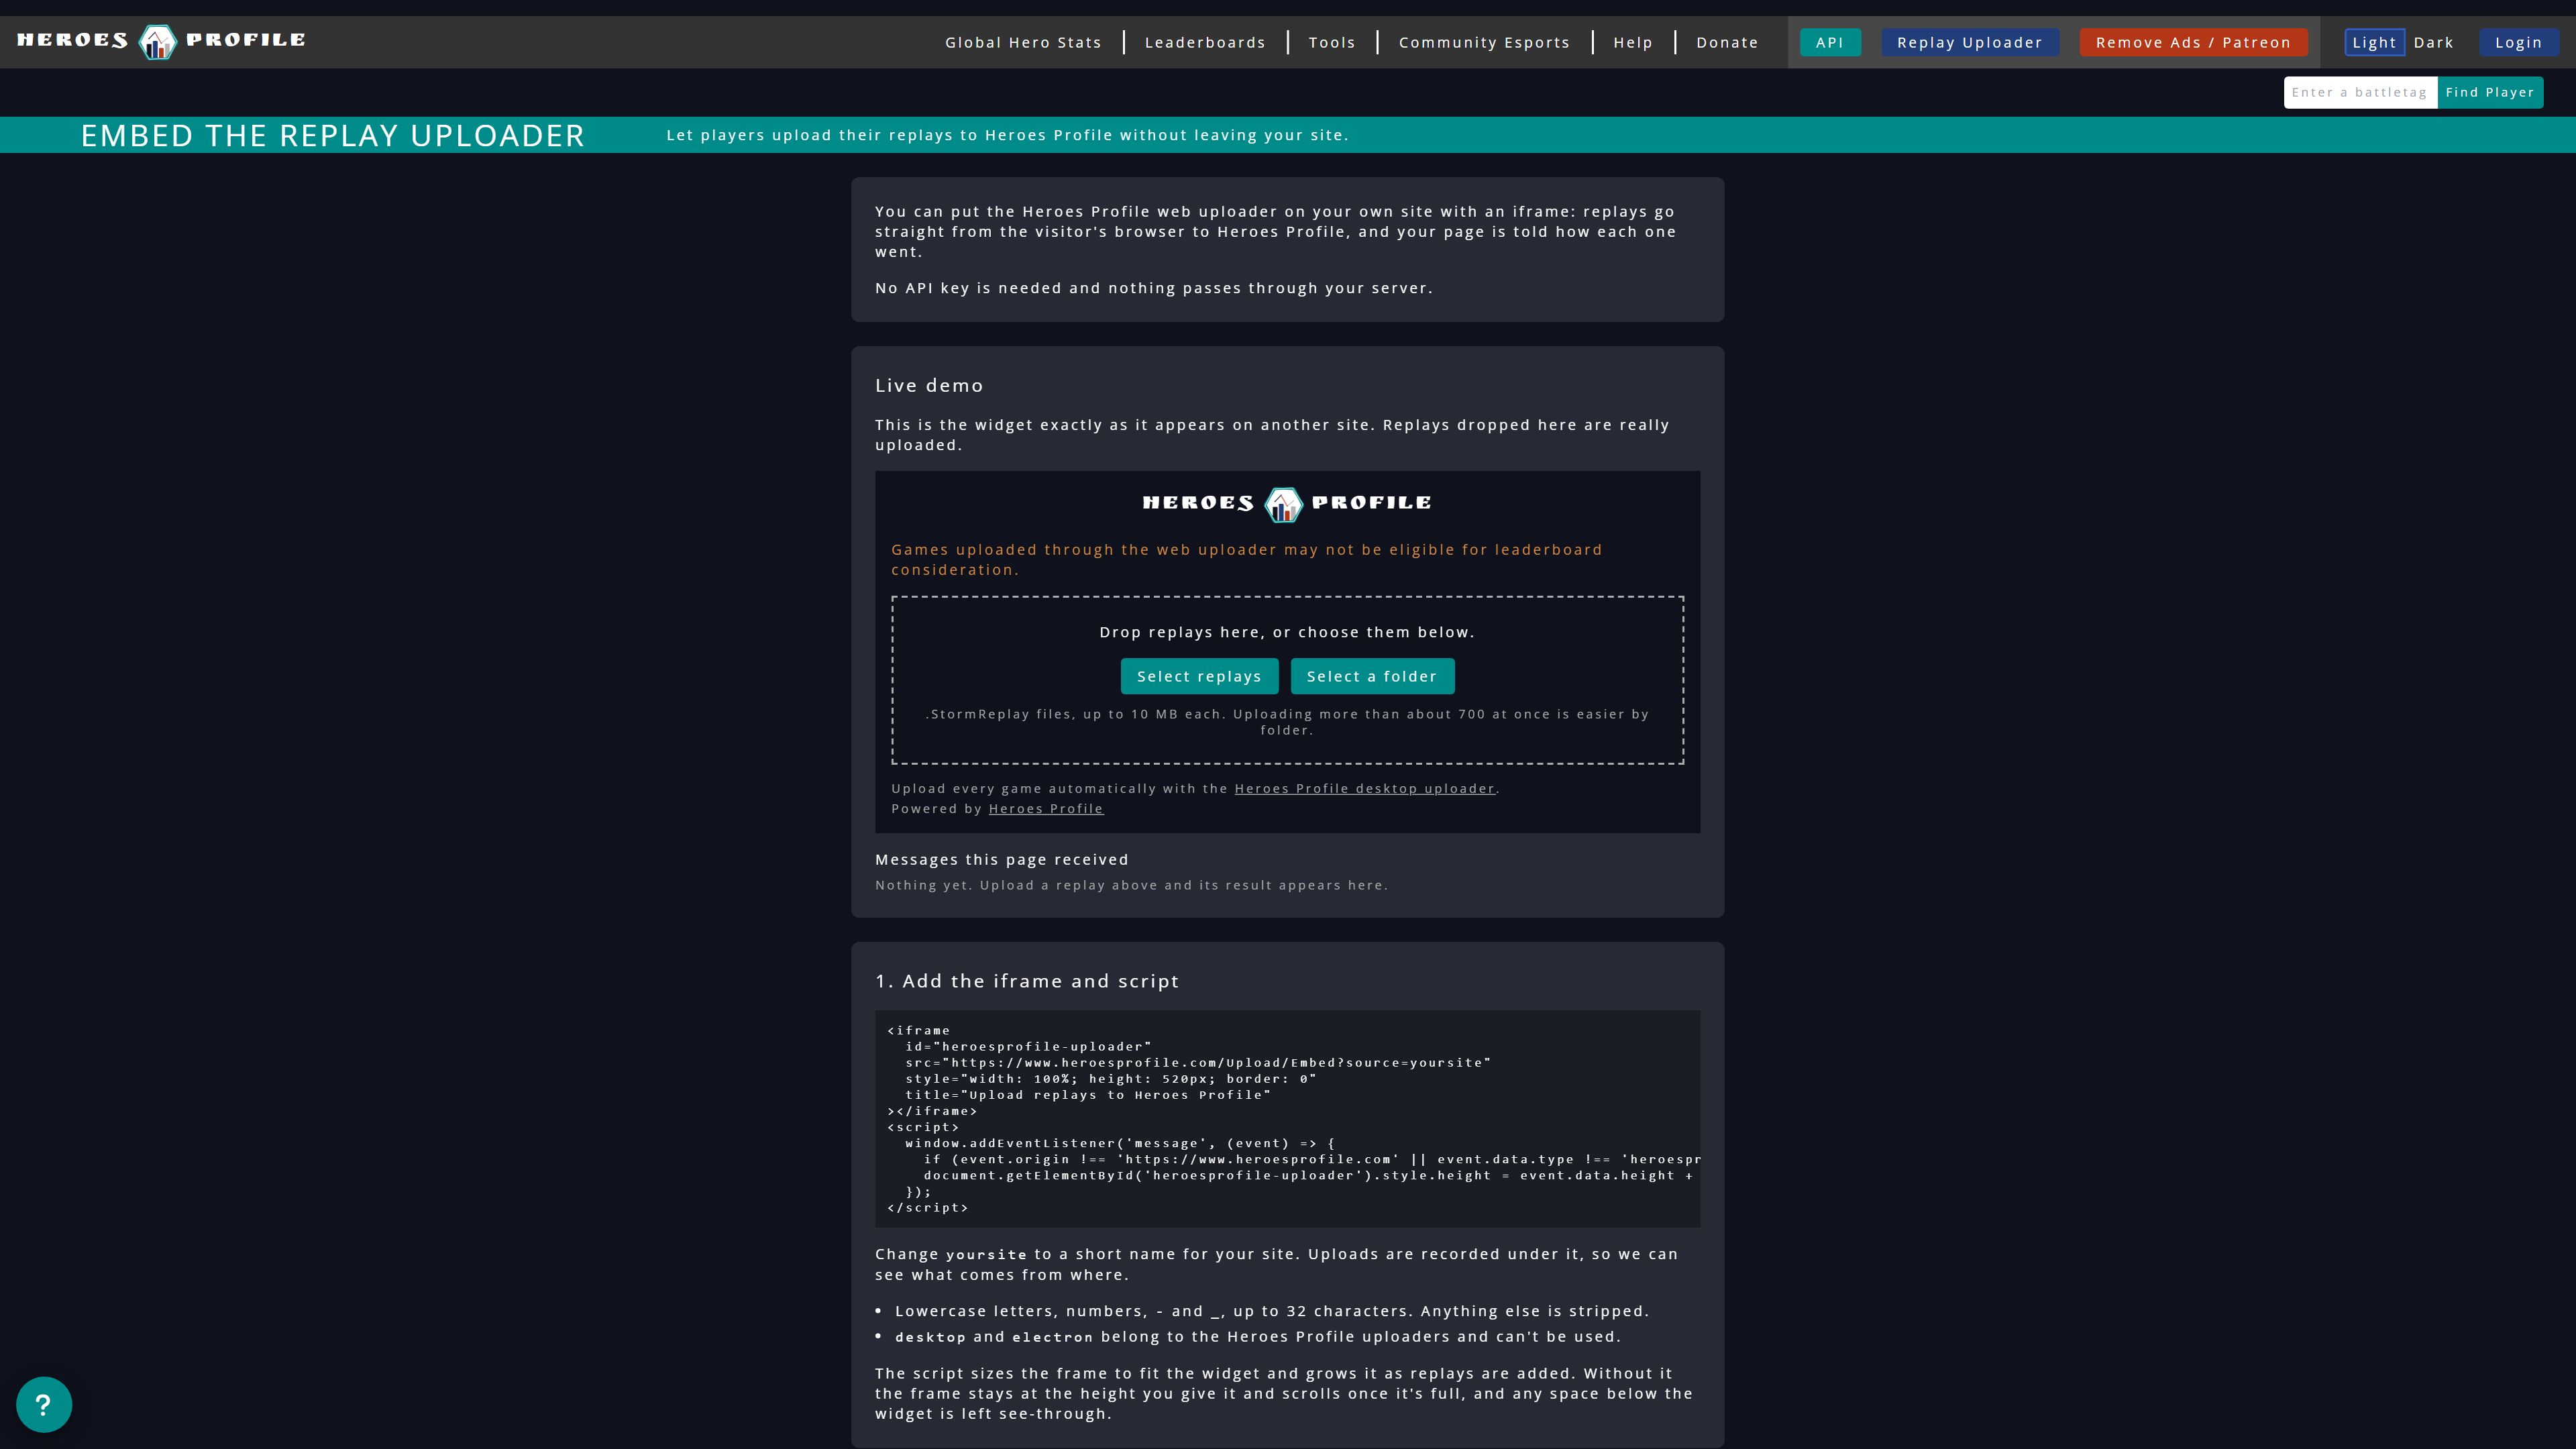 HEROES PROFILE
Global Hero Stats
Leaderboards
Tools
Community Esports
Help
Donate
API
Replay Uploader
Remove Ads / Patreon
Light
Dark
Login
Enter a battletag
Find Player
EMBED THE REPLAY UPLOADER
Let players upload their replays to Heroes Profile without leaving your site.
You can put the Heroes Profile web uploader on your own site with an iframe: replays go
straight from the visitor's browser to Heroes Profile, and your page is told how each one
went.
No API key is needed and nothing passes through your server.
Live demo
This is the widget exactly as it appears on another site. Replays dropped here are really
uploaded.
HEROES PROFILE
Games uploaded through the web uploader may not be eligible for leaderboard
consideration.
Drop replays here, or choose them below.
Select replays
Select a folder
.StormReplay files, up to 10 MB each. Uploading more than about 700 at once is easier by
folder.
Upload every game automatically with the Heroes Profile desktop uploader.
Powered by Heroes Profile
Messages this page received
Nothing yet. Upload a replay above and its result appears here.
1. Add the iframe and script
<iframe
  id="heroesprofile-uploader"
  src="https://www.heroesprofile.com/Upload/Embed?source=yoursite"
  style="width: 100%; height: 520px; border: 0"
  title="Upload replays to Heroes Profile"
></iframe>
<script>
  window.addEventListener('message', (event) => {
    if (event.origin !== 'https://www.heroesprofile.com' || event.data.type !== 'heroespr
    document.getElementById('heroesprofile-uploader').style.height = event.data.height +
  });
</script>
Change yoursite to a short name for your site. Uploads are recorded under it, so we can
see what comes from where.
• Lowercase letters, numbers, - and _, up to 32 characters. Anything else is stripped.
• desktop and electron belong to the Heroes Profile uploaders and can't be used.
The script sizes the frame to fit the widget and grows it as replays are added. Without it
the frame stays at the height you give it and scrolls once it's full, and any space below the
widget is left see-through.
?